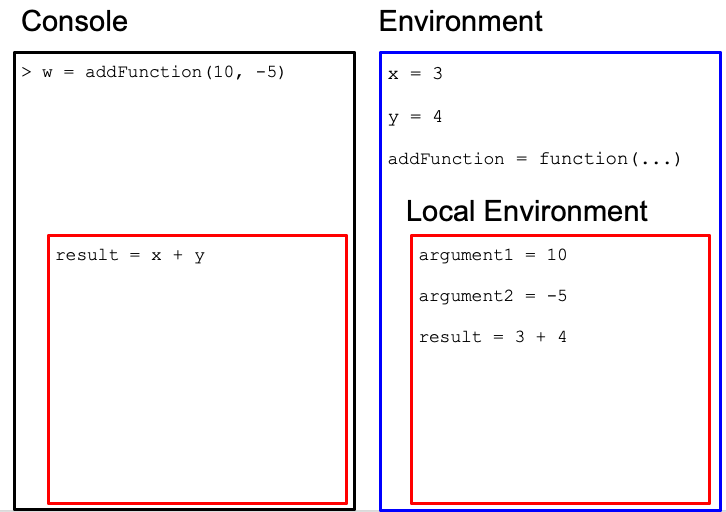 Console
> w = addFunction(10, -5)
result = x + y
Environment
x = 3
y = 4
addFunction = function(...)
Local Environment
argument1 = 10
argument2 = -5
result = 3 + 4